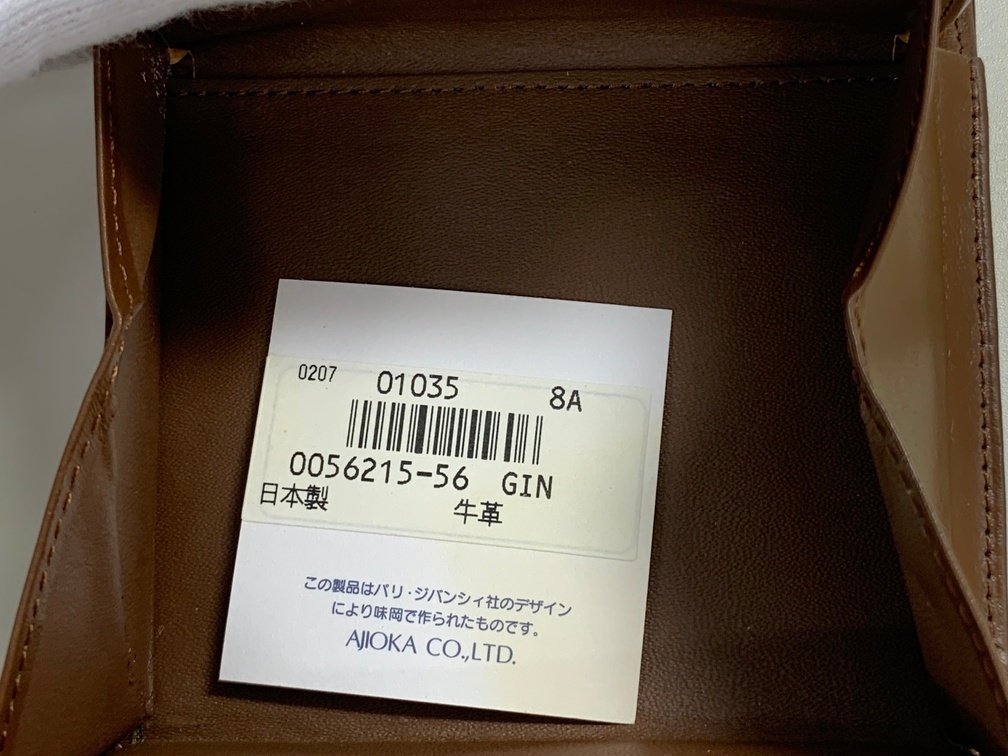 0207 01035 8A
0056215-56 GIN
日本製 牛革
この製品はパリ・ジバンシィ社のデザイン
により味岡で作られたものです。
AJIOKA CO.,LTD.